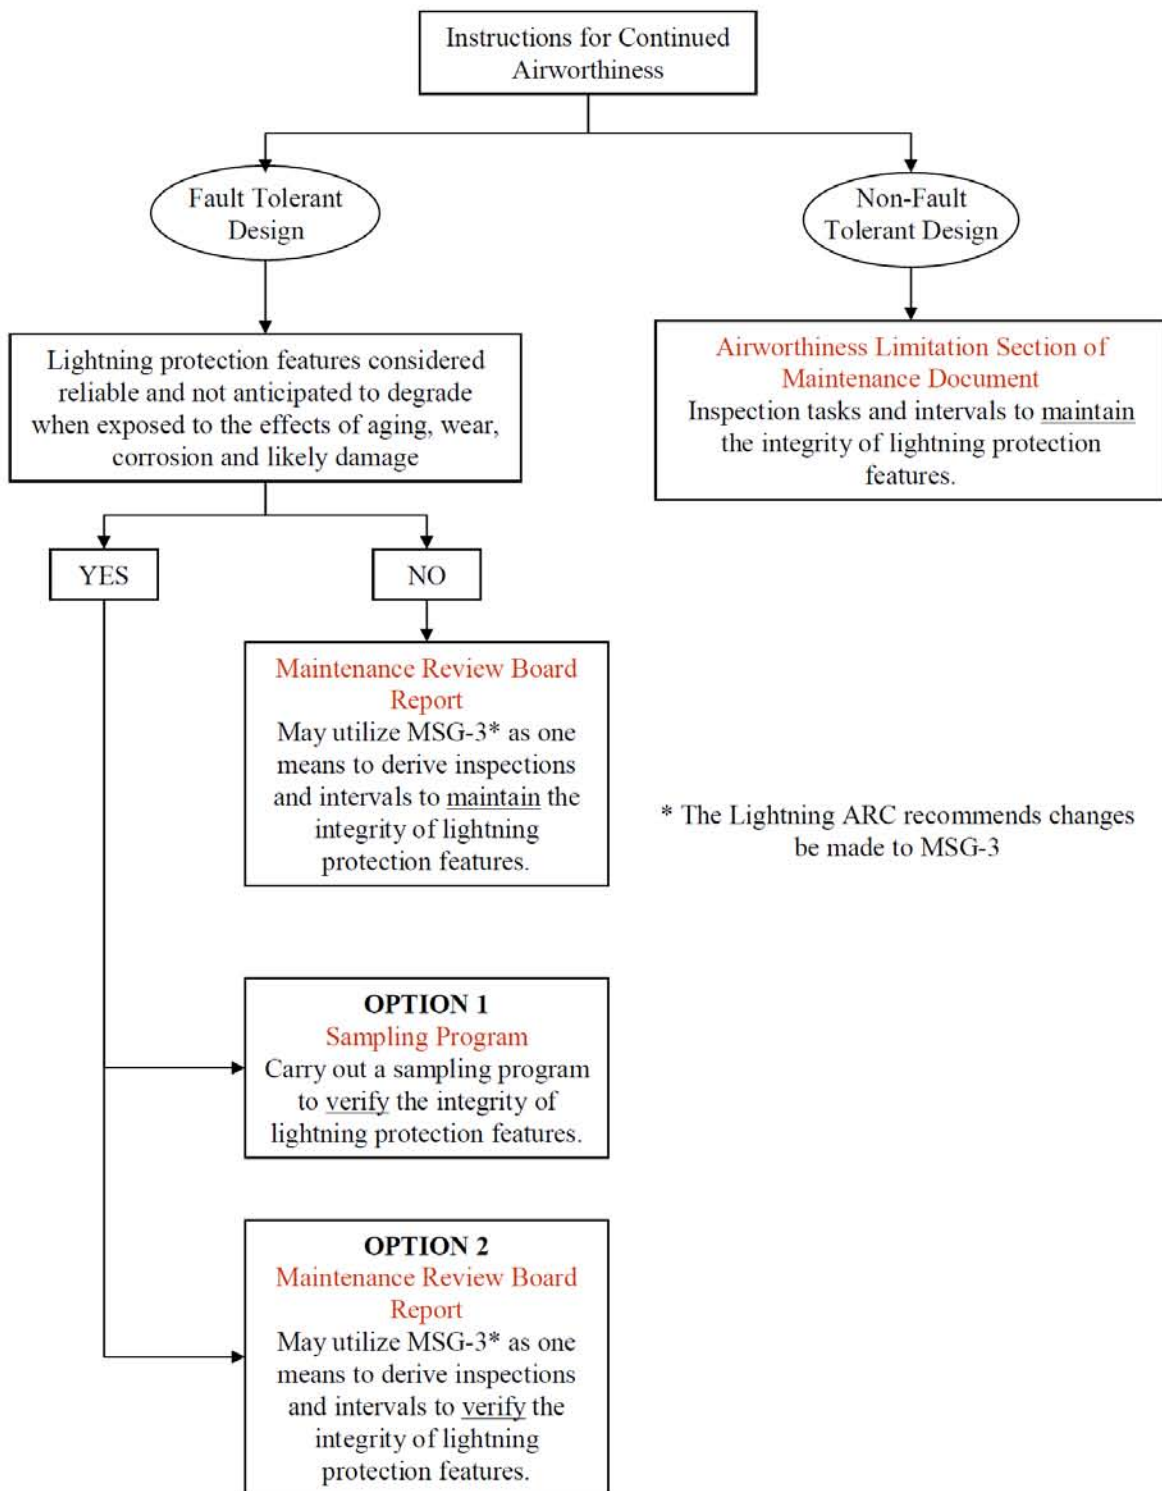 Instructions for Continued
Airworthiness
Fault Tolerant
Design
Non-Fault
Tolerant Design
Lightning protection features considered
reliable and not anticipated to degrade
when exposed to the effects of aging, wear,
corrosion and likely damage
Airworthiness Limitation Section of
Maintenance Document
Inspection tasks and intervals to maintain
the integrity of lightning protection
features.
YES
NO
Maintenance Review Board
Report
May utilize MSG-3* as one
means to derive inspections
and intervals to maintain the
integrity of lightning
protection features.
* The Lightning ARC recommends changes
be made to MSG-3
OPTION 1
Sampling Program
Carry out a sampling program
to verify the integrity of
lightning protection features.
OPTION 2
Maintenance Review Board
Report
May utilize MSG-3* as one
means to derive inspections
and intervals to verify the
integrity of lightning
protection features.